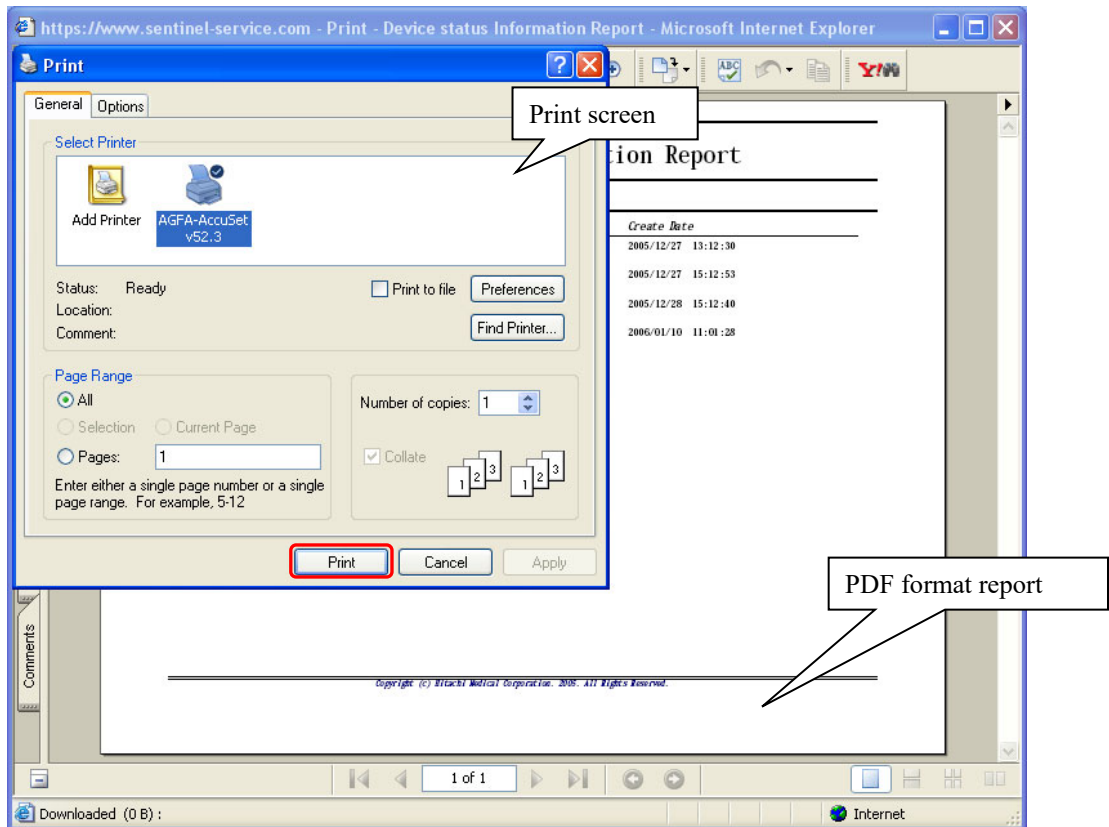 https://www.sentinel-service.com - Print - Device status Information Report - Microsoft Internet Explorer
Print
General Options
Print screen
Select Printer
Add Printer
AGFA-AccuSet
v52.3
Status: Ready
Print to file
Preferences
Location:
Comment:
Find Printer...
Page Range
All
Selection Current Page
Pages: 1
Enter either a single page number or a single
page range. For example, 5-12
Number of copies: 1
Collate
1 2 3 1 2 3
Print Cancel Apply
ABC
Y!
tion Report
Create Date
2005/12/27 13:12:30
2005/12/27 15:12:53
2005/12/28 15:12:40
2006/01/10 11:01:28
PDF format report
Comments
Copyright (c) Hitachi Medical Corporation. 2005. All Rights Reserved.
1 of 1
Downloaded (0 B) :
Internet